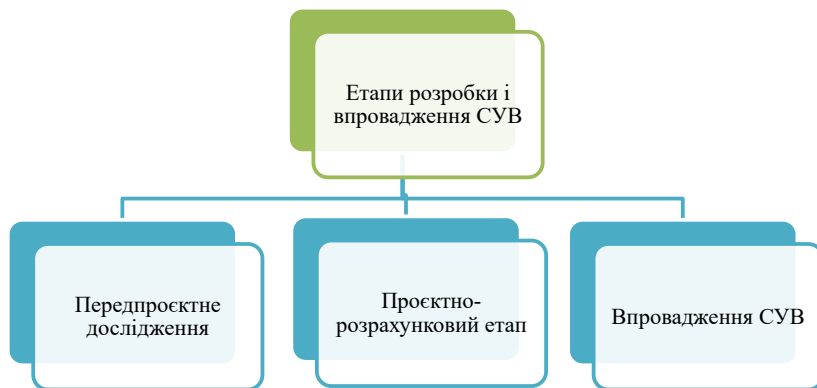 Етапи розробки і
впровадження СУВ
Передпроєктне
дослідження
Проєктно-
розрахунковий етап
Впровадження СУВ